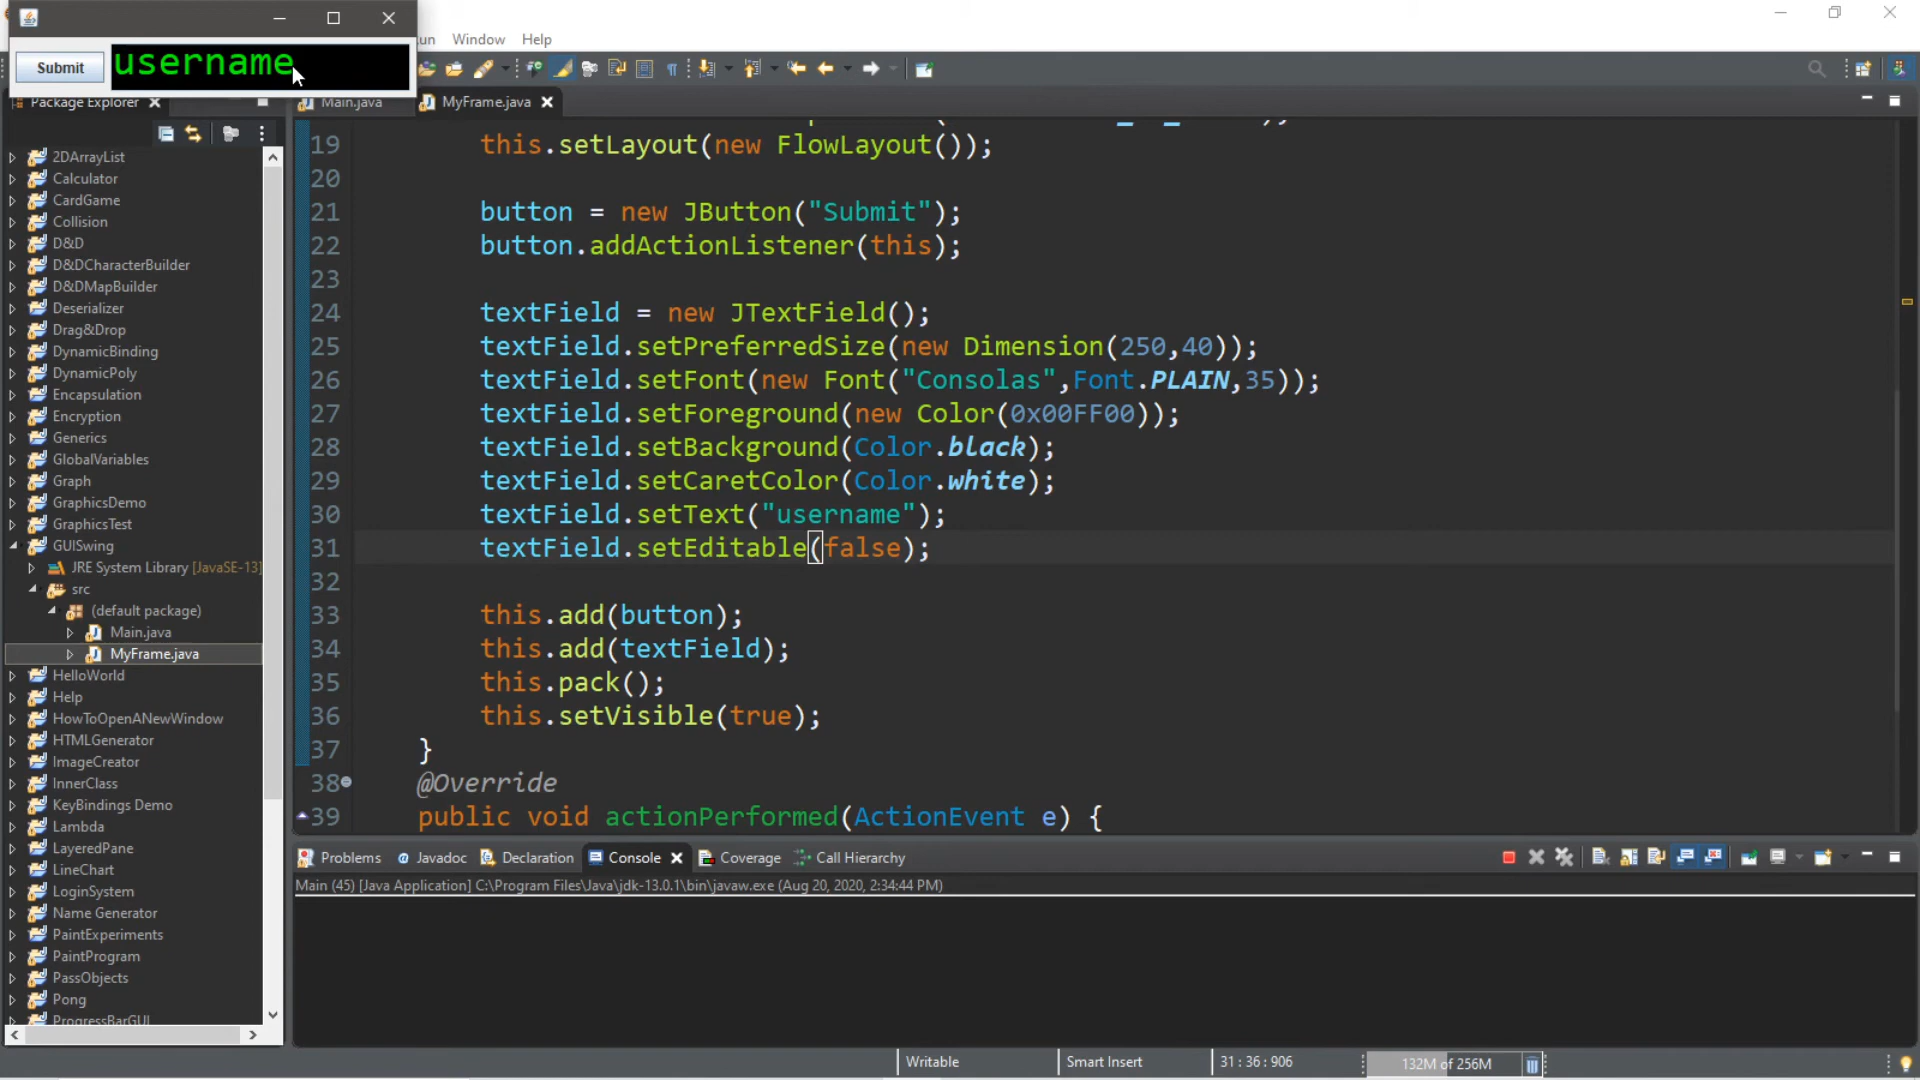 Submit
username
un
Window
Help
Package Explorer
Main.java
MyFrame.java
2DArrayList
Calculator
CardGame
Collision
D&D
D&DCharacterBuilder
D&DMapBuilder
Deserializer
Drag&Drop
DynamicBinding
DynamicPoly
Encapsulation
Encryption
Generics
GlobalVariables
Graph
GraphicsDemo
GraphicsTest
GUISwing
JRE System Library [JavaSE-13]
src
(default package)
Main.java
MyFrame.java
HelloWorld
Help
HowToOpenANewWindow
HTMLGenerator
ImageCreator
InnerClass
KeyBindings Demo
Lambda
LayeredPane
LineChart
LoginSystem
Name Generator
PaintExperiments
PaintProgram
PassObjects
Pong
ProgressBarGUI
19 this.setLayout(new FlowLayout());
20
21 button = new JButton("Submit");
22 button.addActionListener(this);
23
24 textField = new JTextField();
25 textField.setPreferredSize(new Dimension(250,40));
26 textField.setFont(new Font("Consolas",Font.PLAIN,35));
27 textField.setForeground(new Color(0x00FF00));
28 textField.setBackground(Color.black);
29 textField.setCaretColor(Color.white);
30 textField.setText("username");
31 textField.setEditable(false);
32
33 this.add(button);
34 this.add(textField);
35 this.pack();
36 this.setVisible(true);
37 }
38 @Override
39 public void actionPerformed(ActionEvent e) {
Problems
@ Javadoc
Declaration
Console
Coverage
Call Hierarchy
Main (45) [Java Application] C:\Program Files\Java\jdk-13.0.1\bin\javaw.exe (Aug 20, 2020, 2:34:44 PM)
Writable
Smart Insert
31 : 36 : 906
132M of 256M